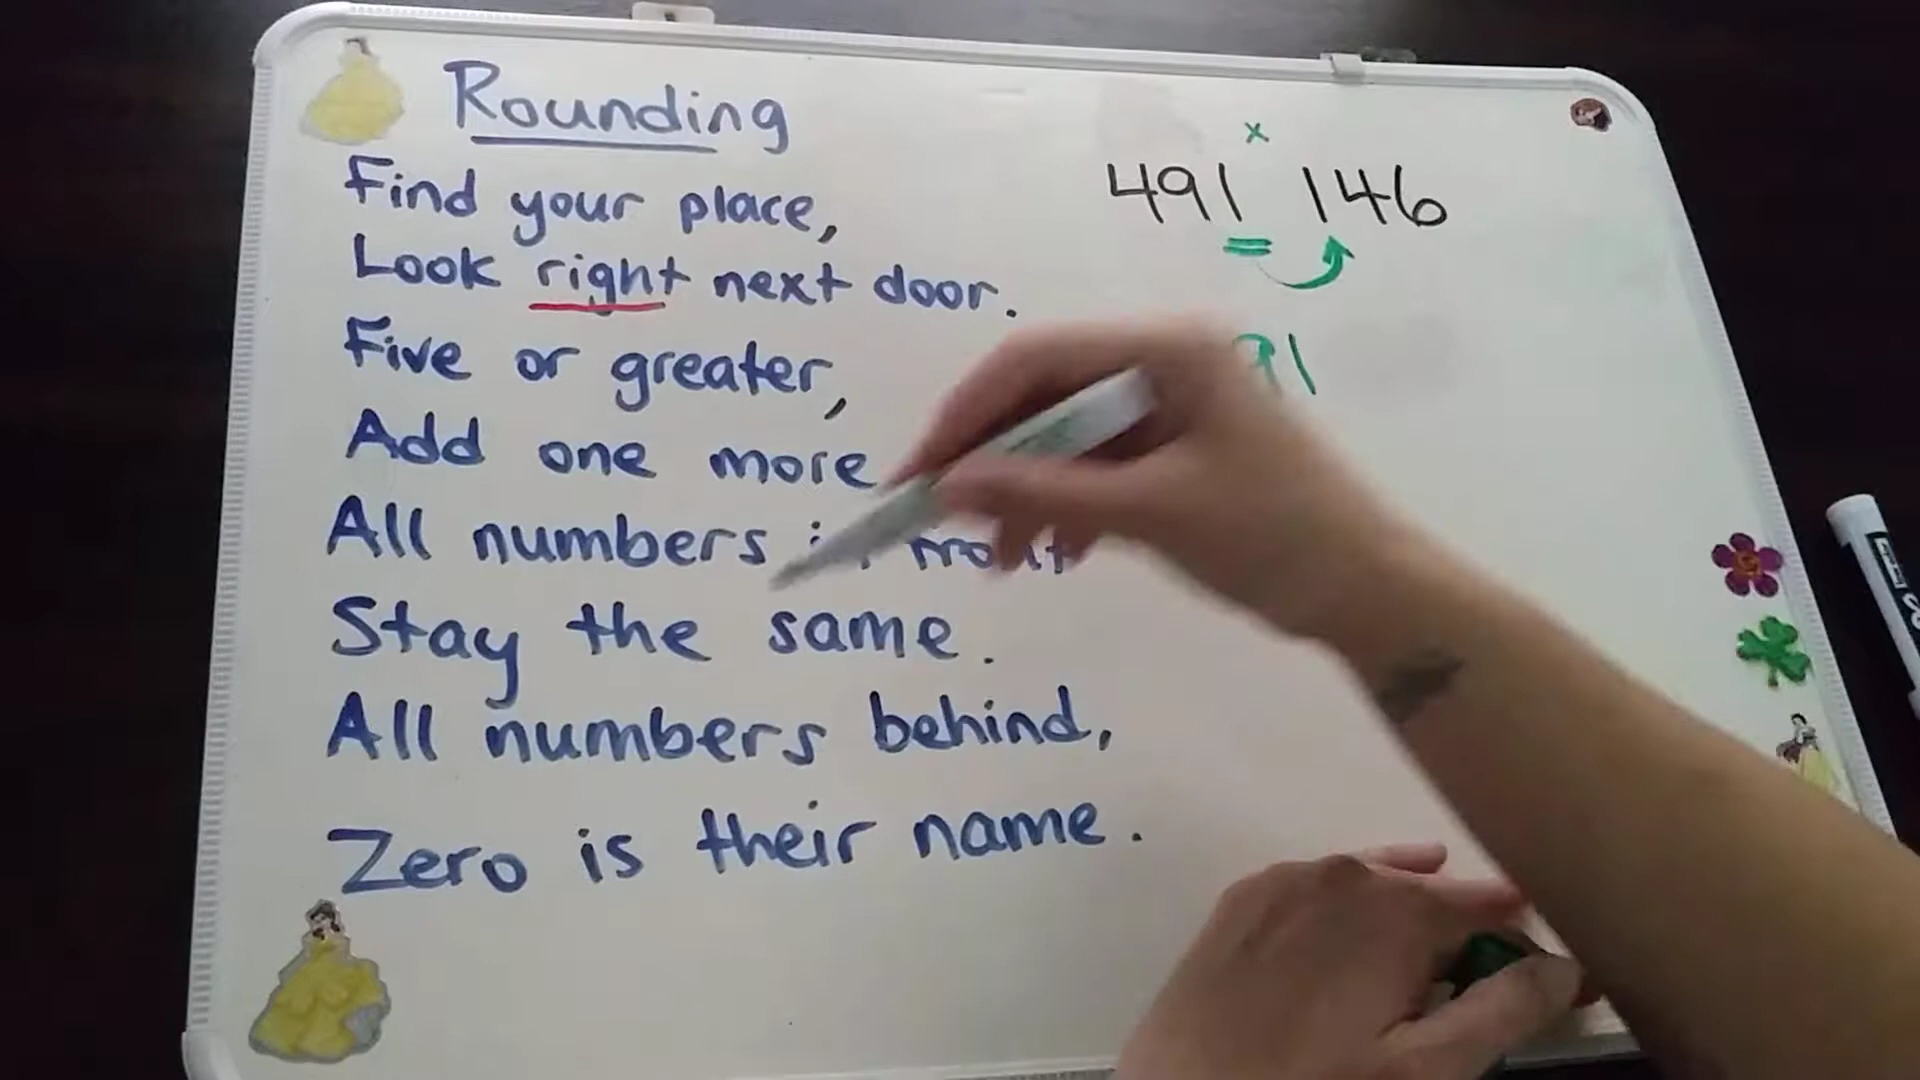 Rounding
Find your place,
Look right next door.
Five or greater,
Add one more
All numbers
Stay the same.
All numbers behind,
Zero is their name.
x
491 146
=
91